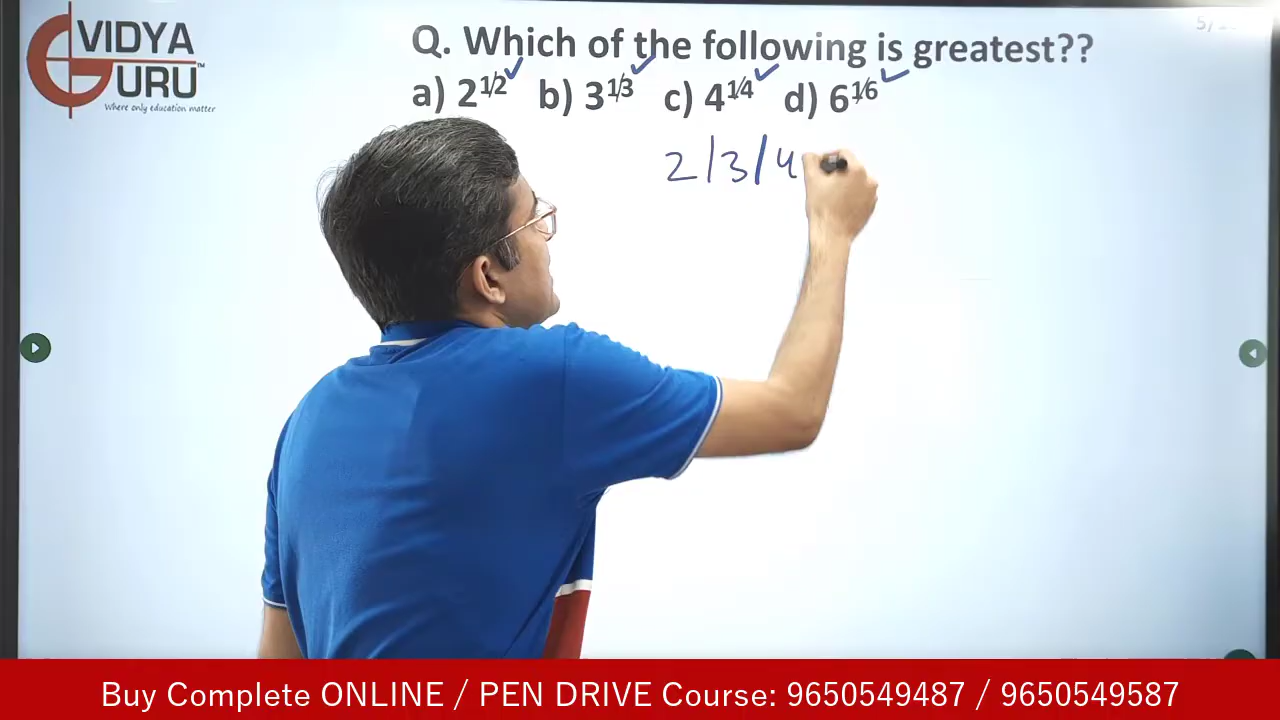 VIDYA
GURU™
Where only education matter
Q. Which of the following is greatest??
a) 2^1/2 b) 3^1/3 c) 4^1/4 d) 6^1/6
2 / 3 / 4
Buy Complete ONLINE / PEN DRIVE Course: 9650549487 / 9650549587